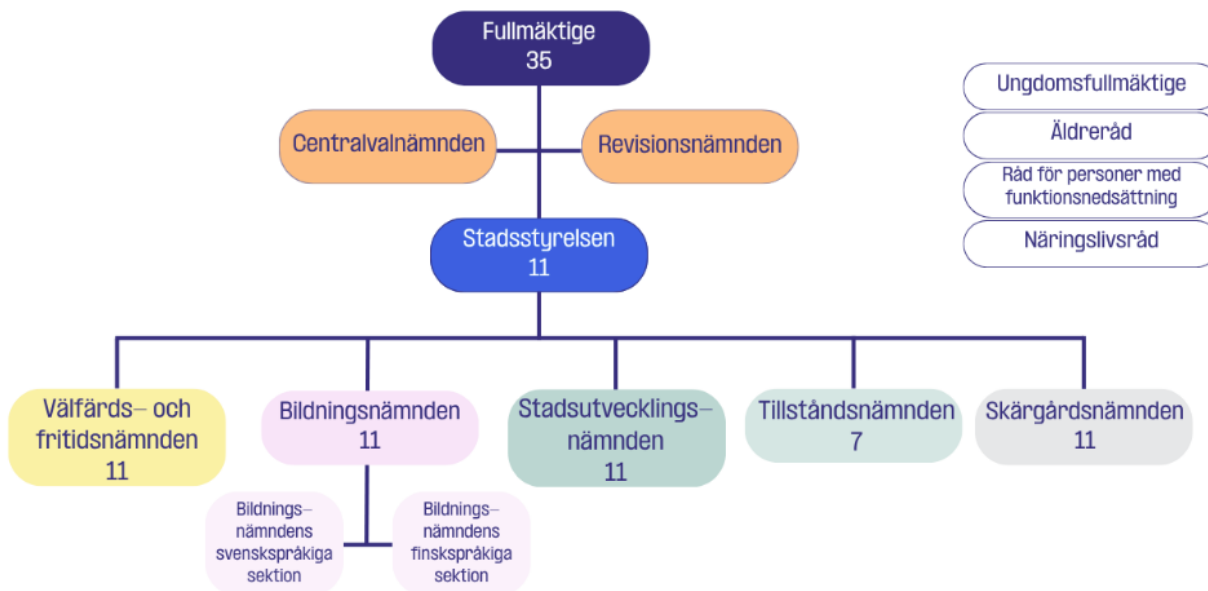 Fullmäktige
35
Centralvalnämnden
Revisionsnämnden
Ungdomsfullmäktige
Äldreråd
Råd för personer med
funktionsnedsättning
Näringslivsråd
Stadsstyrelsen
11
Välfärds– och
fritidsnämnden
11
Bildningsnämnden
11
Stadsutvecklings–
nämnden
11
Tillståndsnämnden
7
Skärgårdsnämnden
11
Bildnings–
nämndens
svenskspråkiga
sektion
Bildnings–
nämndens
finskspråkiga
sektion